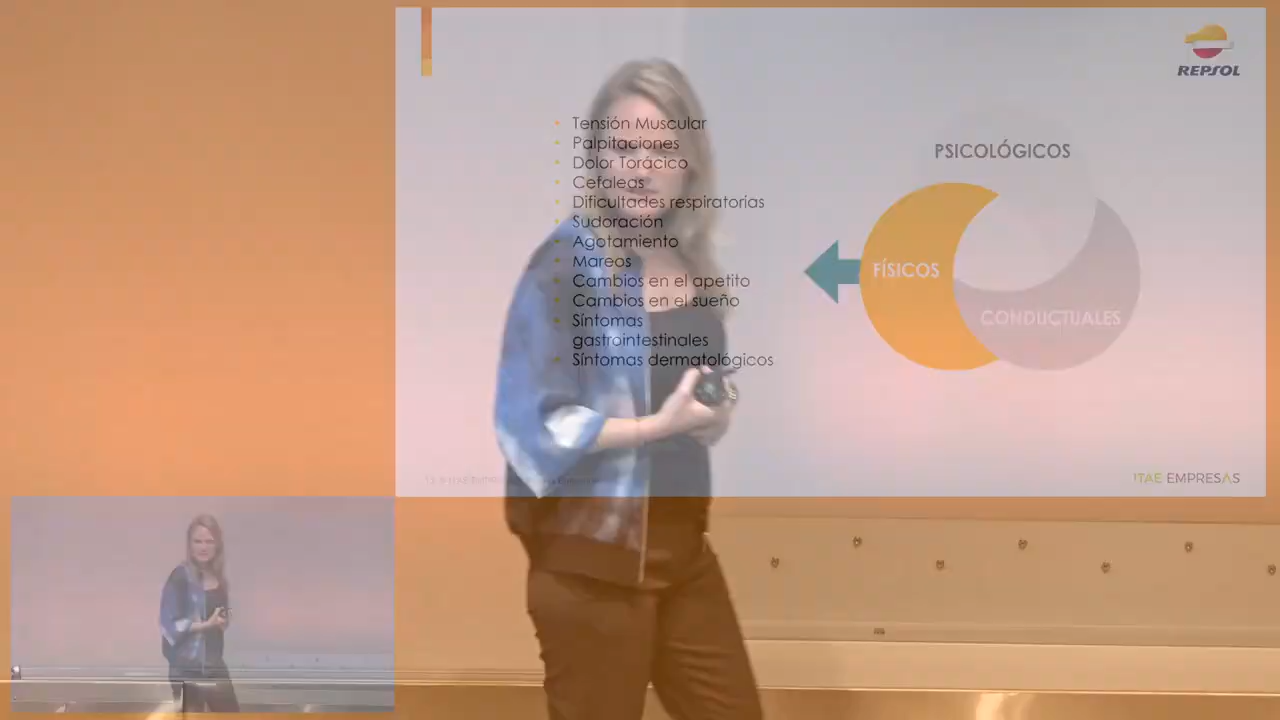 REPSOL
• Tensión Muscular
• Palpitaciones
• Dolor Torácico
• Cefaleas
• Dificultades respiratorias
• Sudoración
• Agotamiento
• Mareos
• Cambios en el apetito
• Cambios en el sueño
• Síntomas
gastrointestinales
• Síntomas dermatológicos
PSICOLÓGICOS
FÍSICOS
CONDUCTUALES
ITAE EMPRESAS